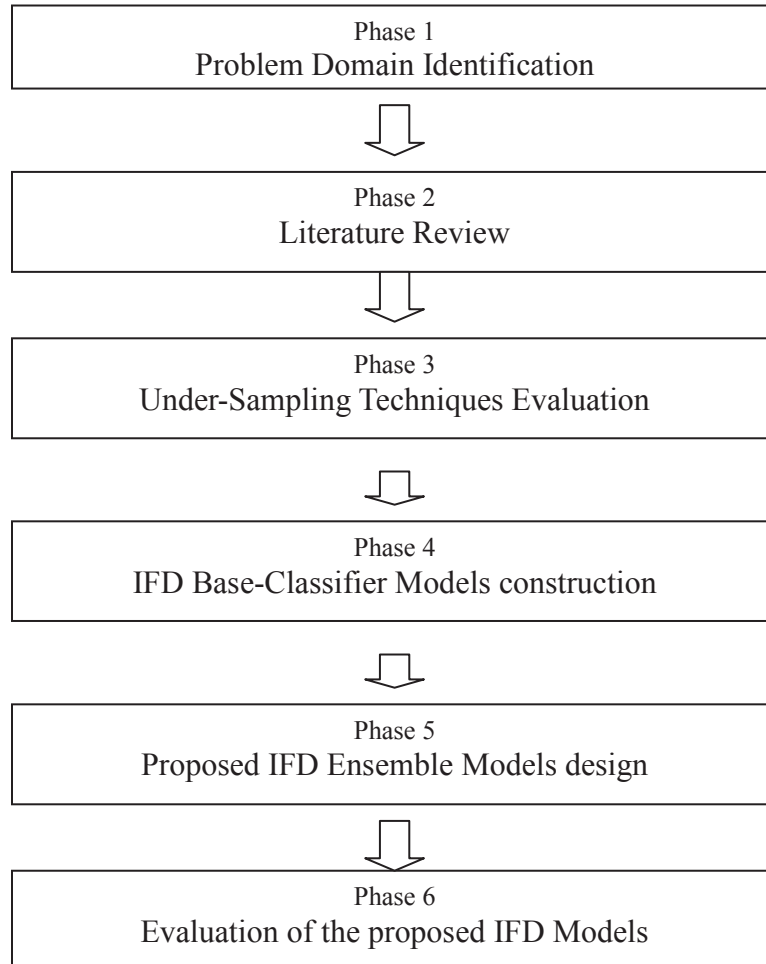 Phase 1
Problem Domain Identification
Phase 2
Literature Review
Phase 3
Under-Sampling Techniques Evaluation
Phase 4
IFD Base-Classifier Models construction
Phase 5
Proposed IFD Ensemble Models design
Phase 6
Evaluation of the proposed IFD Models